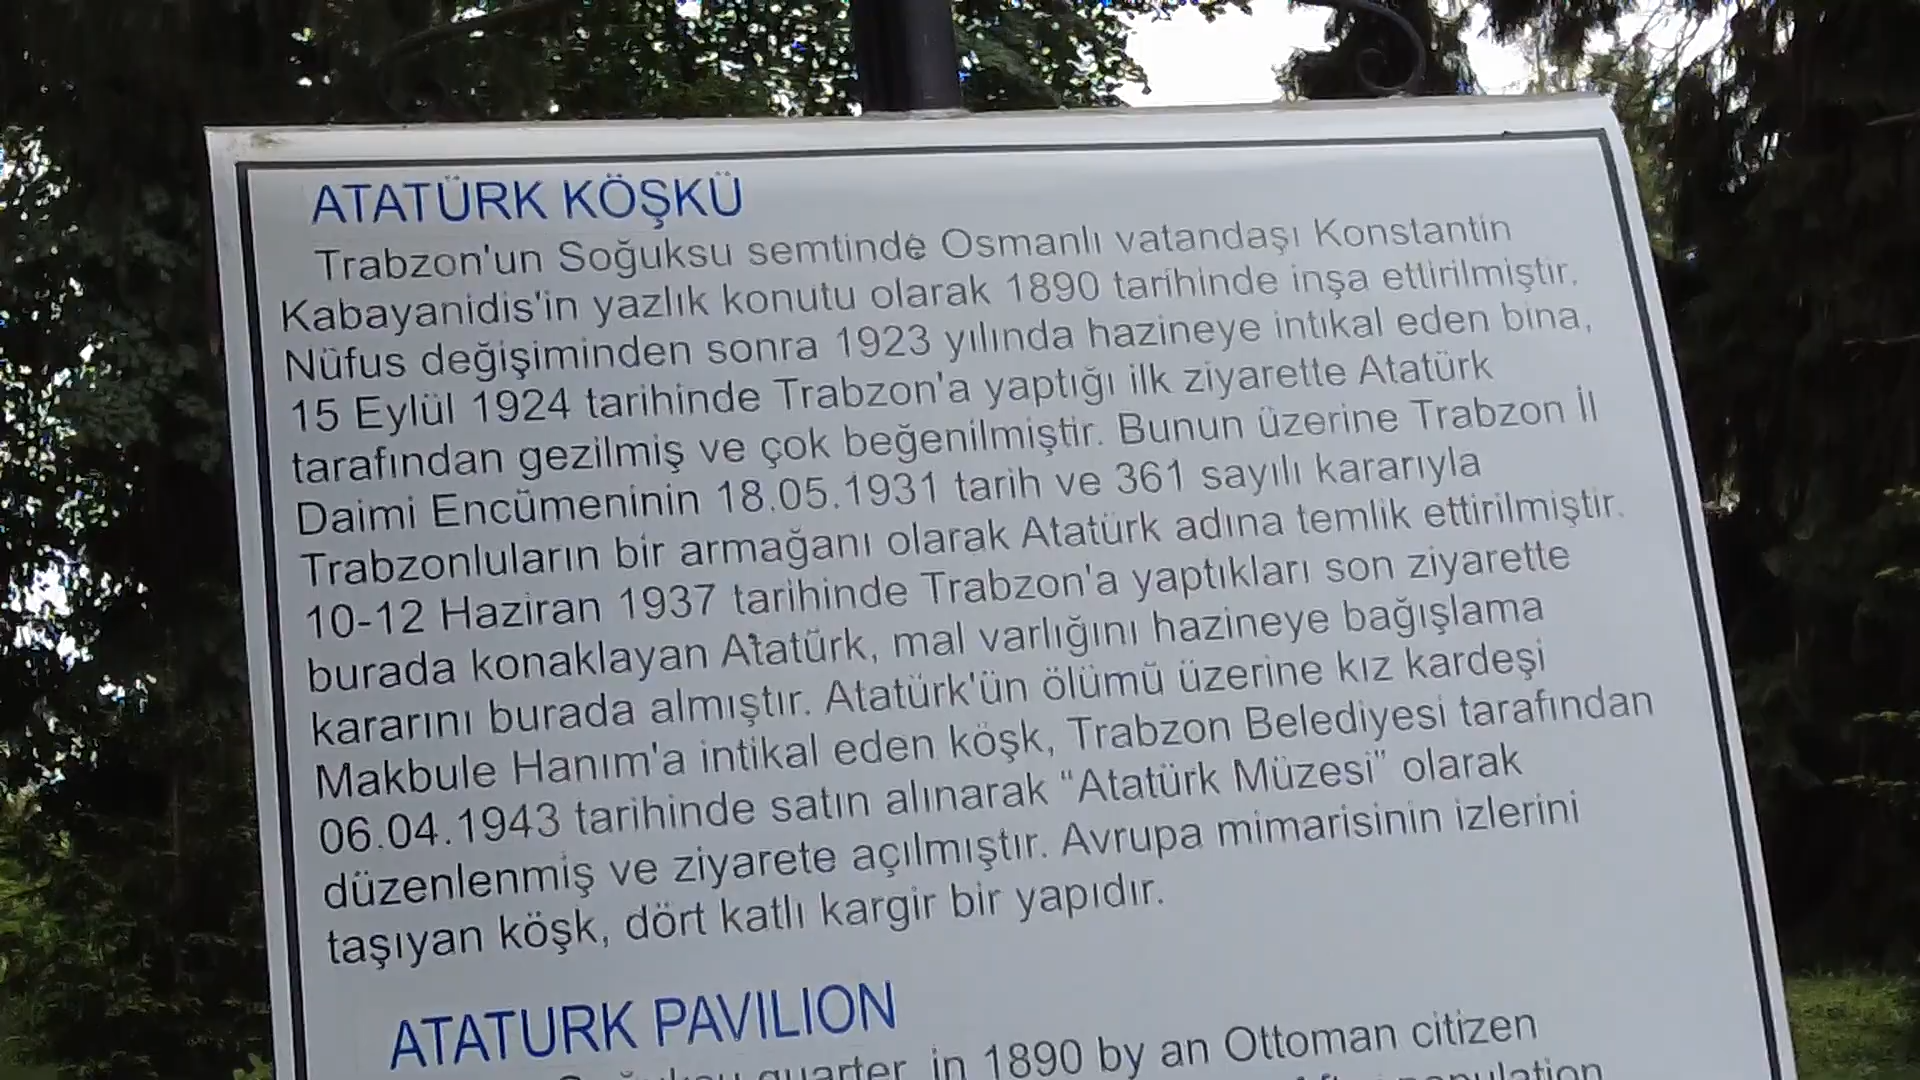 ATATÜRK KÖŞKÜ
Trabzon'un Soğuksu semtinde Osmanlı vatandaşı Konstantin
Kabayanidis'in yazlık konutu olarak 1890 tarihinde inşa ettirilmiştir.
Nüfus değişiminden sonra 1923 yılında hazineye intikal eden bina,
15 Eylül 1924 tarihinde Trabzon'a yaptığı ilk ziyarette Atatürk
tarafından gezilmiş ve çok beğenilmiştir. Bunun üzerine Trabzon İl
Daimi Encümeninin 18.05.1931 tarih ve 361 sayılı kararıyla
Trabzonluların bir armağanı olarak Atatürk adına temlik ettirilmiştir.
10-12 Haziran 1937 tarihinde Trabzon'a yaptıkları son ziyarette
burada konaklayan Atatürk, mal varlığını hazineye bağışlama
kararını burada almıştır. Atatürk'ün ölümü üzerine kız kardeşi
Makbule Hanım'a intikal eden köşk, Trabzon Belediyesi tarafından
06.04.1943 tarihinde satın alınarak “Atatürk Müzesi” olarak
düzenlenmiş ve ziyarete açılmıştır. Avrupa mimarisinin izlerini
taşıyan köşk, dört katlı kargir bir yapıdır.
ATATURK PAVILION
Soğuksu quarter in 1890 by an Ottoman citizen
population